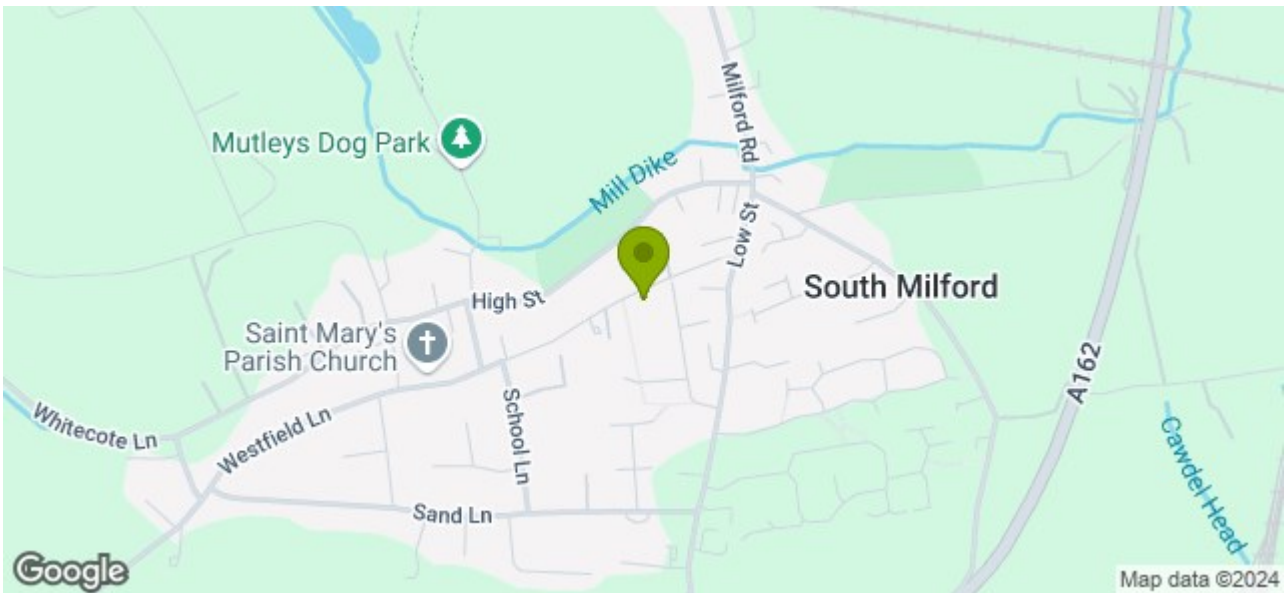 Milford Rd
Mutleys Dog Park
Mill Dike
Low St
South Milford
High St
Saint Mary's
Parish Church
A162
School Ln
Whitecote Ln
Westfield Ln
Cawdel Head
Sand Ln
Google
Map data ©2024